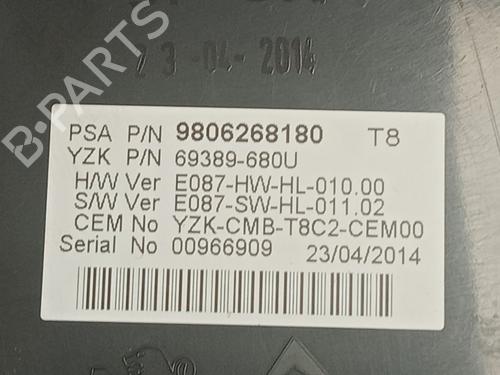 23-04-2014
B-PARTS
PSA P/N 9806268180 T8
YZK P/N 69389-680U
H/W Ver E087-HW-HL-010.00
S/W Ver E087-SW-HL-011.02
CEM No YZK-CMB-T8C2-CEM00
Serial No 00966909 23/04/2014